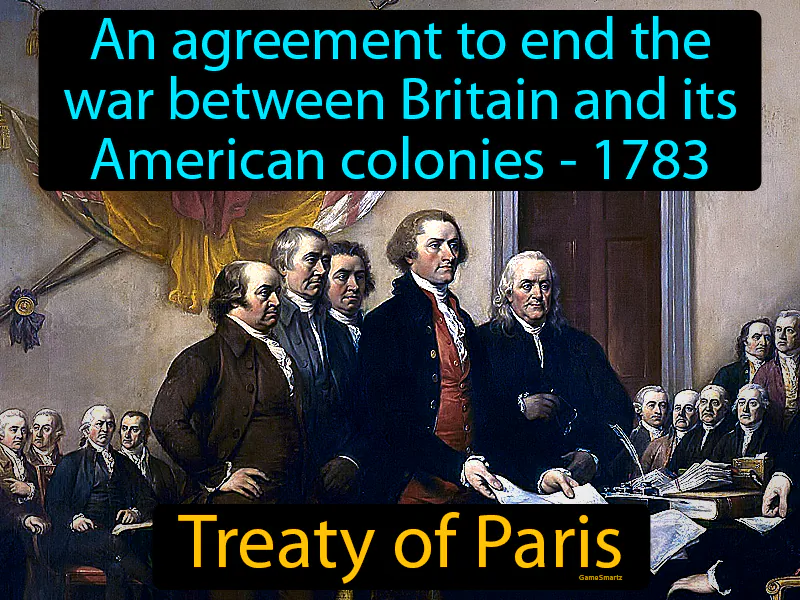 An agreement to end the
war between Britain and its
American colonies - 1783
Treaty of Paris
GameSmartz